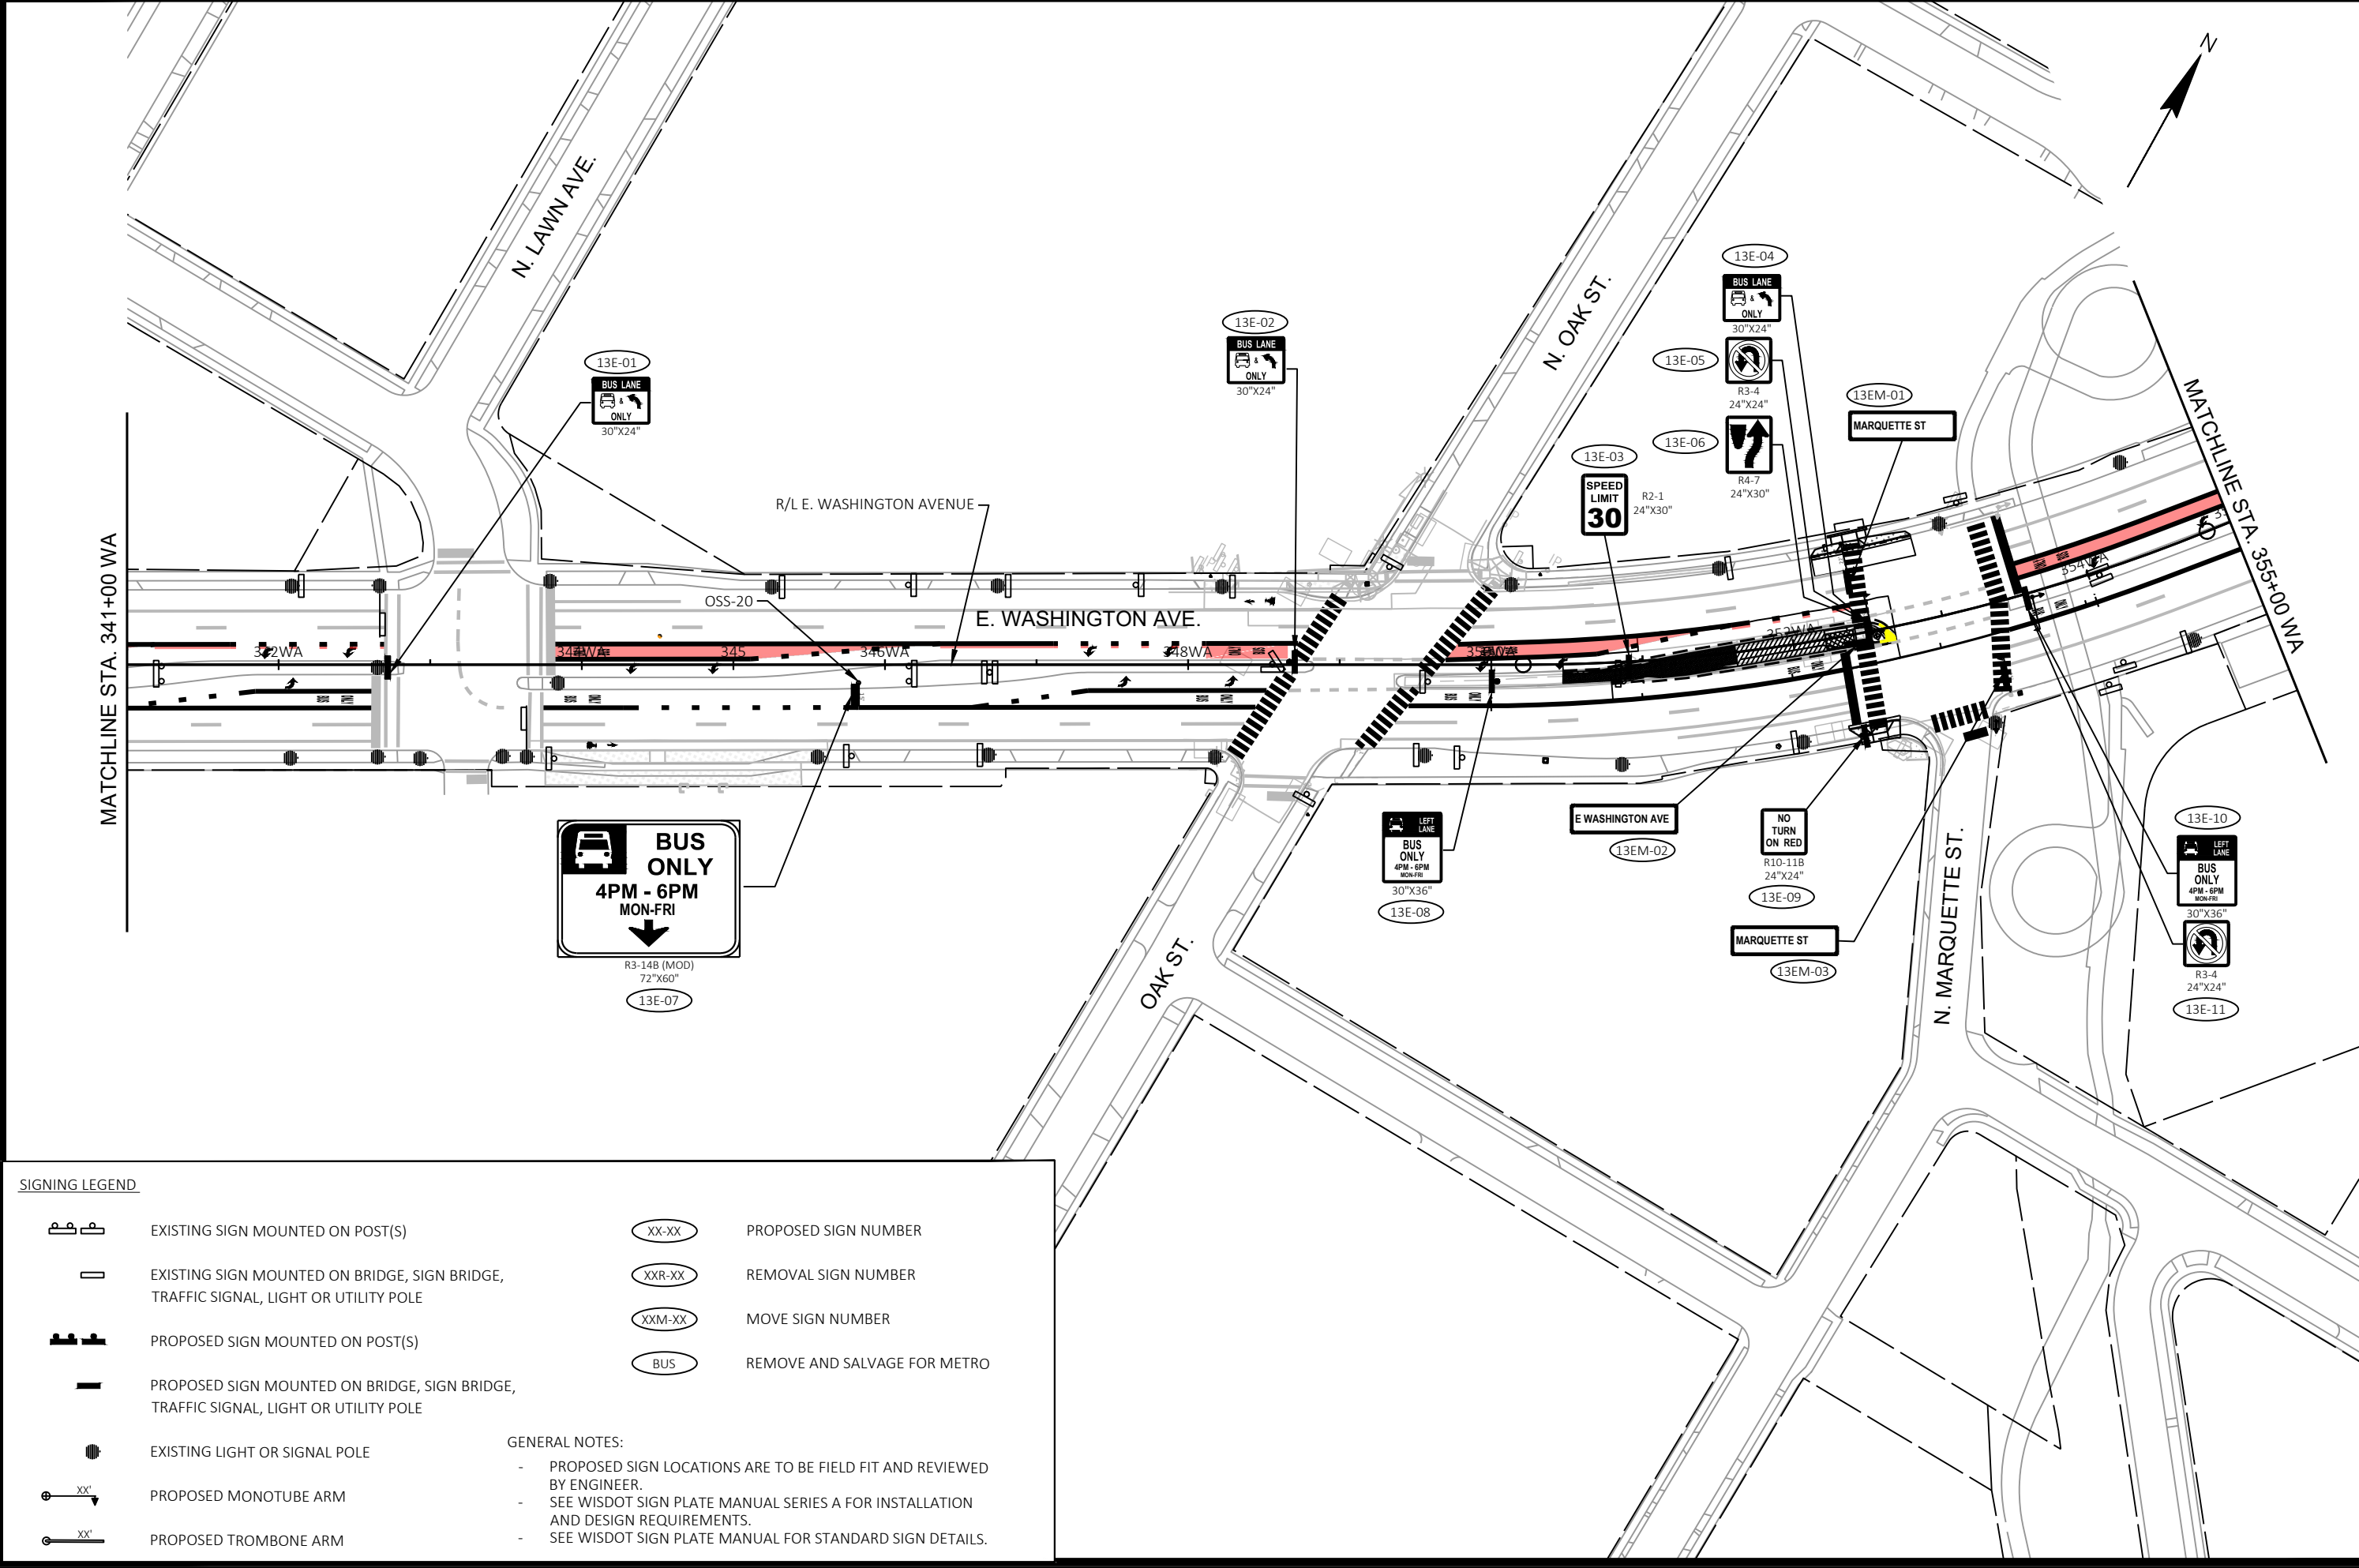 N
N. LAWN AVE.
N. OAK ST.
13E-04
BUS LANE
&
ONLY
30"X24"
13E-05
R3-4
24"X24"
13E-06
R4-7
24"X30"
13EM-01
MARQUETTE ST
13E-02
BUS LANE
&
ONLY
30"X24"
13E-01
BUS LANE
&
ONLY
30"X24"
13E-03
SPEED
LIMIT
30
R2-1
24"X30"
MATCHLINE STA. 341+00 WA
MATCHLINE STA. 355+00 WA
R/L E. WASHINGTON AVENUE
OSS-20
E. WASHINGTON AVE.
345
346WA
348WA
352WA
354WA
BUS
ONLY
4PM - 6PM
MON-FRI
R3-14B (MOD)
72"X60"
13E-07
LEFT
LANE
BUS
ONLY
4PM - 6PM
MON-FRI
30"X36"
13E-08
E WASHINGTON AVE
13EM-02
NO
TURN
ON RED
R10-11B
24"X24"
13E-09
MARQUETTE ST
13EM-03
N. MARQUETTE ST.
13E-10
LEFT
LANE
BUS
ONLY
4PM - 6PM
MON-FRI
30"X36"
R3-4
24"X24"
13E-11
OAK ST.
SIGNING LEGEND
EXISTING SIGN MOUNTED ON POST(S)
EXISTING SIGN MOUNTED ON BRIDGE, SIGN BRIDGE,
TRAFFIC SIGNAL, LIGHT OR UTILITY POLE
PROPOSED SIGN MOUNTED ON POST(S)
PROPOSED SIGN MOUNTED ON BRIDGE, SIGN BRIDGE,
TRAFFIC SIGNAL, LIGHT OR UTILITY POLE
EXISTING LIGHT OR SIGNAL POLE
XX' PROPOSED MONOTUBE ARM
XX' PROPOSED TROMBONE ARM
XX-XX PROPOSED SIGN NUMBER
XXR-XX REMOVAL SIGN NUMBER
XXM-XX MOVE SIGN NUMBER
BUS REMOVE AND SALVAGE FOR METRO
GENERAL NOTES:
- PROPOSED SIGN LOCATIONS ARE TO BE FIELD FIT AND REVIEWED
BY ENGINEER.
- SEE WISDOT SIGN PLATE MANUAL SERIES A FOR INSTALLATION
AND DESIGN REQUIREMENTS.
- SEE WISDOT SIGN PLATE MANUAL FOR STANDARD SIGN DETAILS.